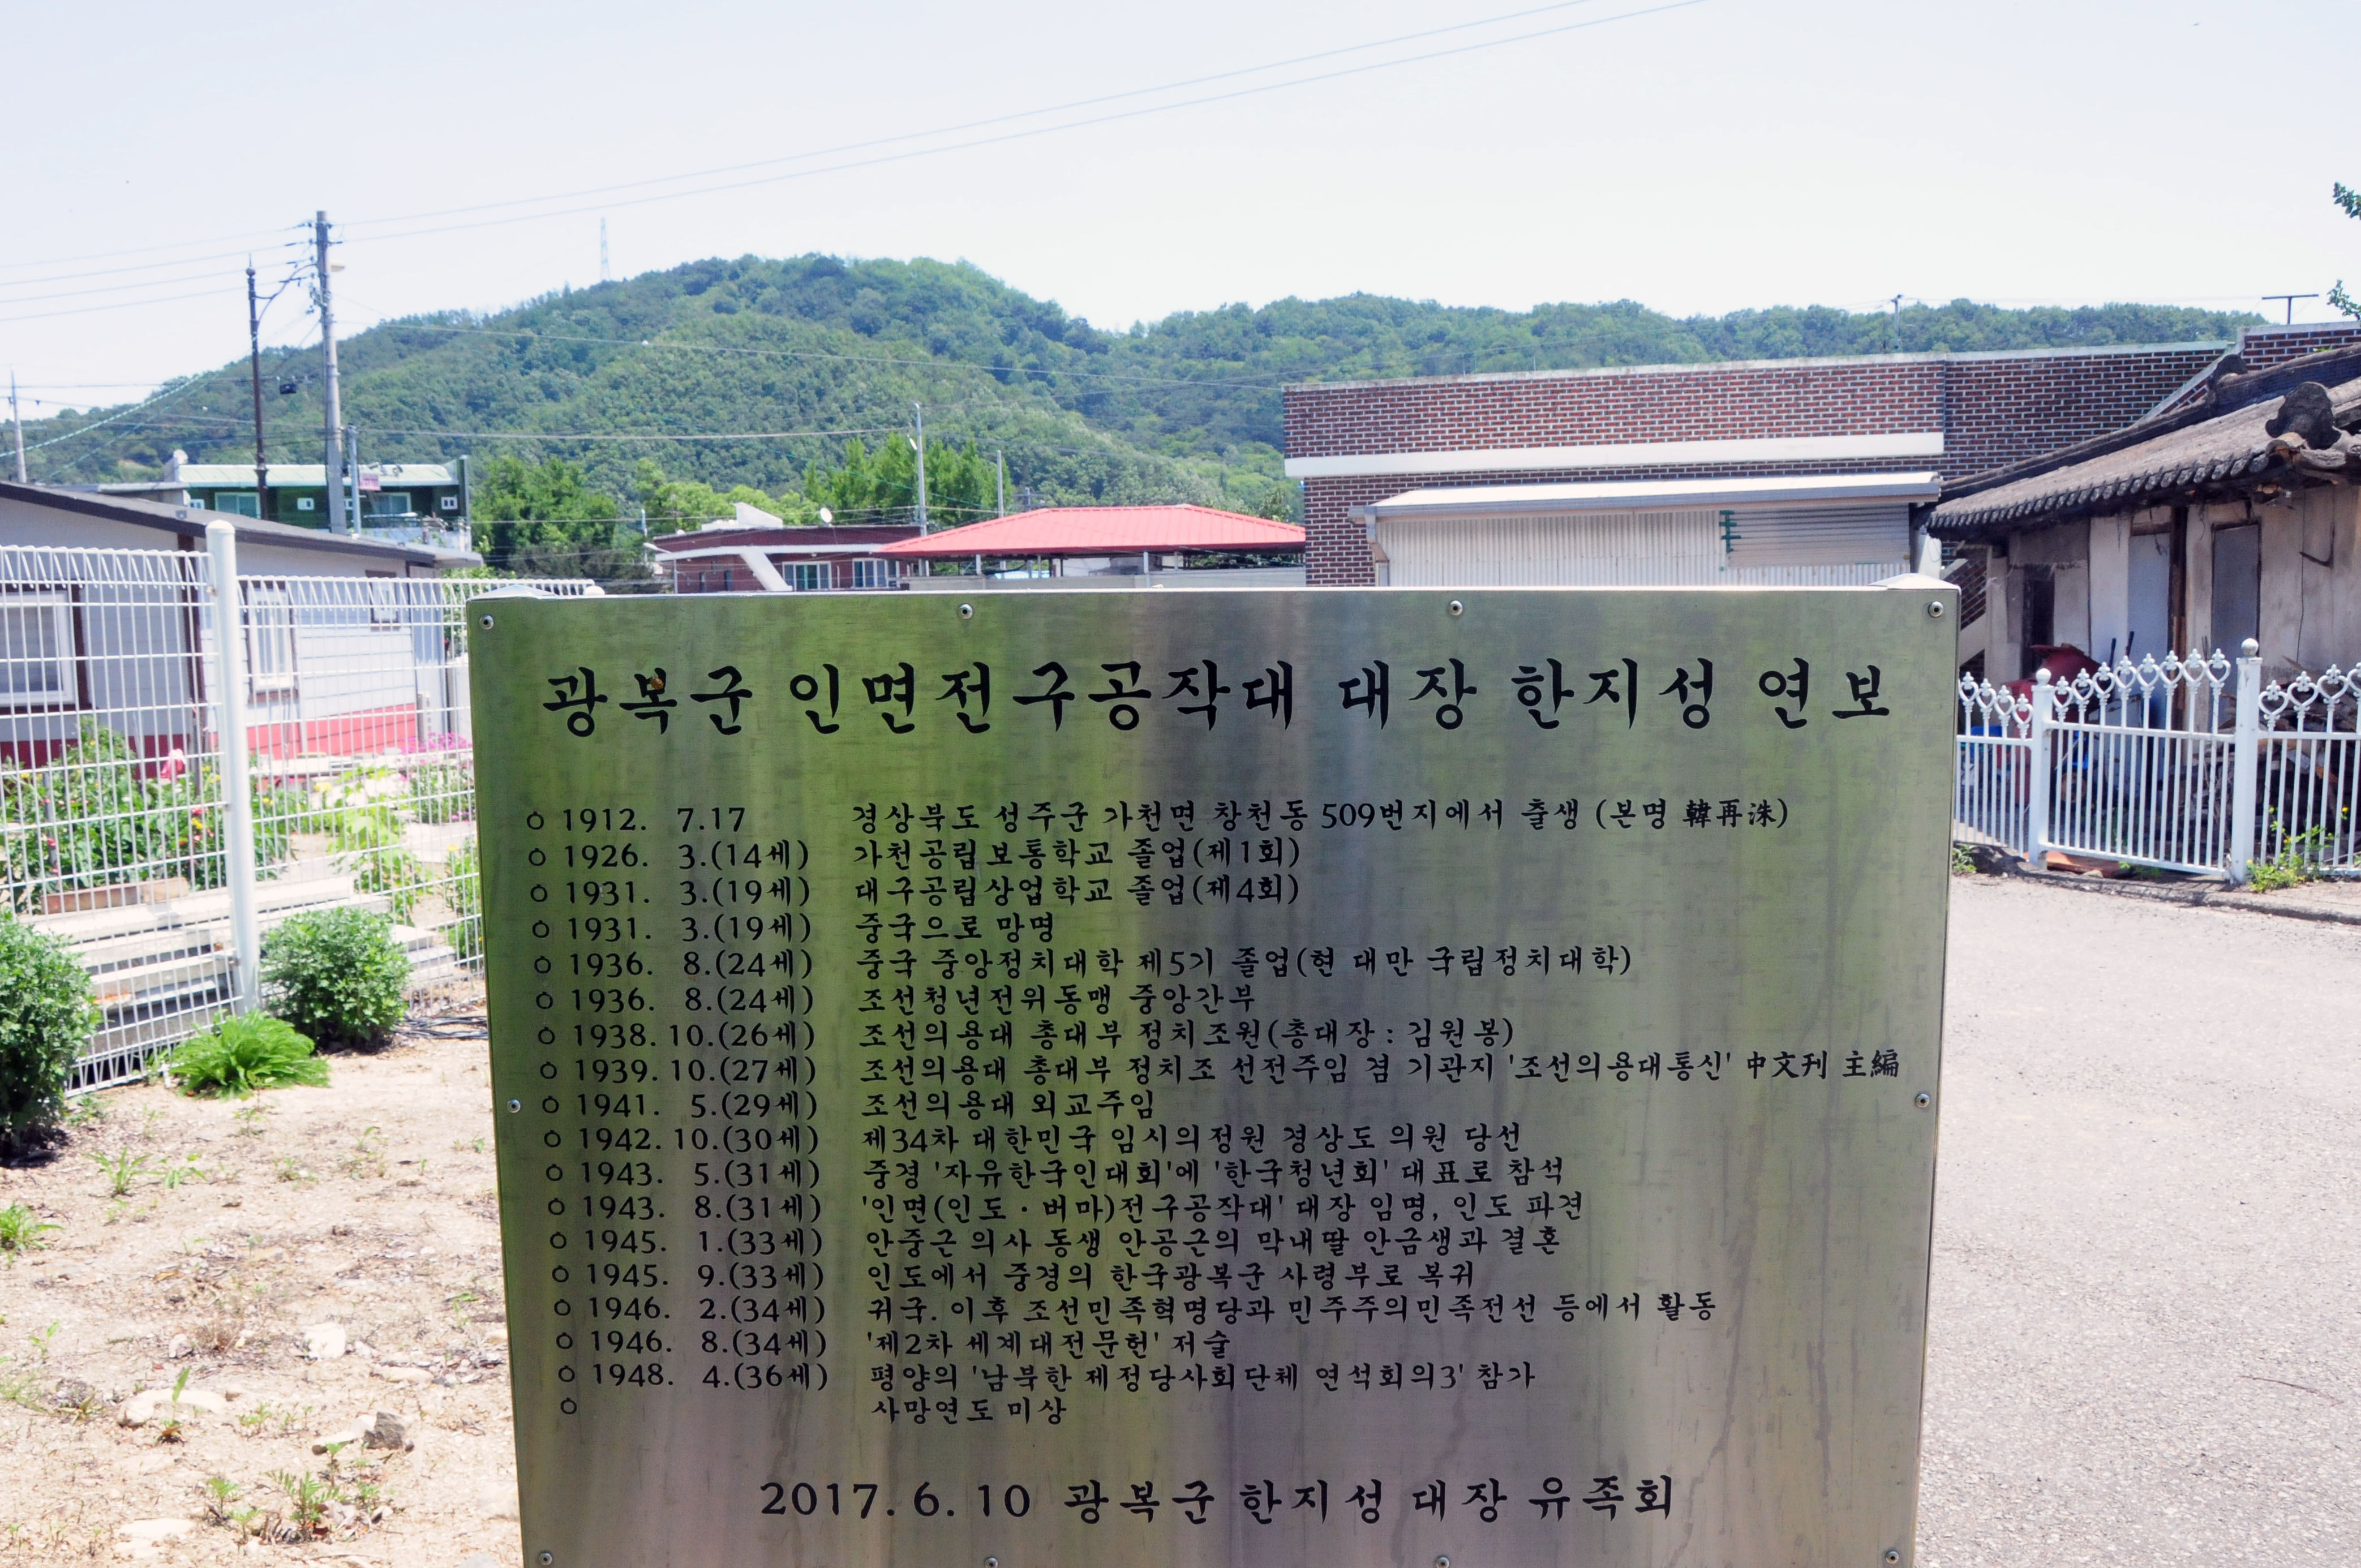 광복군 인면전구공작대 대장 한지성 연보
○ 1912. 7.17 경상북도 성주군 가천면 창천동 509번지에서 출생 (본명 韓再洙)
○ 1926. 3.(14세) 가천공립보통학교 졸업(제1회)
○ 1931. 3.(19세) 대구공립상업학교 졸업(제4회)
○ 1931. 3.(19세) 중국으로 망명
○ 1936. 8.(24세) 중국 중앙정치대학 제5기 졸업(현 대만 국립정치대학)
○ 1936. 8.(24세) 조선청년전위동맹 중앙간부
○ 1938. 10.(26세) 조선의용대 총대부 정치조원(총대장 : 김원봉)
○ 1939. 10.(27세) 조선의용대 총대부 정치조 선전주임 겸 기관지 '조선의용대통신' 中文刊 主編
○ 1941. 5.(29세) 조선의용대 외교주임
○ 1942. 10.(30세) 제34차 대한민국 임시의정원 경상도 의원 당선
○ 1943. 5.(31세) 중경 '자유한국인대회'에 '한국청년회' 대표로 참석
○ 1943. 8.(31세) '인면(인도 · 버마)전구공작대' 대장 임명, 인도 파견
○ 1945. 1.(33세) 안중근 의사 동생 안공근의 막내딸 안금생과 결혼
○ 1945. 9.(33세) 인도에서 중경의 한국광복군 사령부로 복귀
○ 1946. 2.(34세) 귀국. 이후 조선민족혁명당과 민주주의민족전선 등에서 활동
○ 1946. 8.(34세) '제2차 세계대전문헌' 저술
○ 1948. 4.(36세) 평양의 '남북한 제정당사회단체 연석회의3' 참가
○ 사망연도 미상
2017. 6. 10 광복군 한지성 대장 유족회